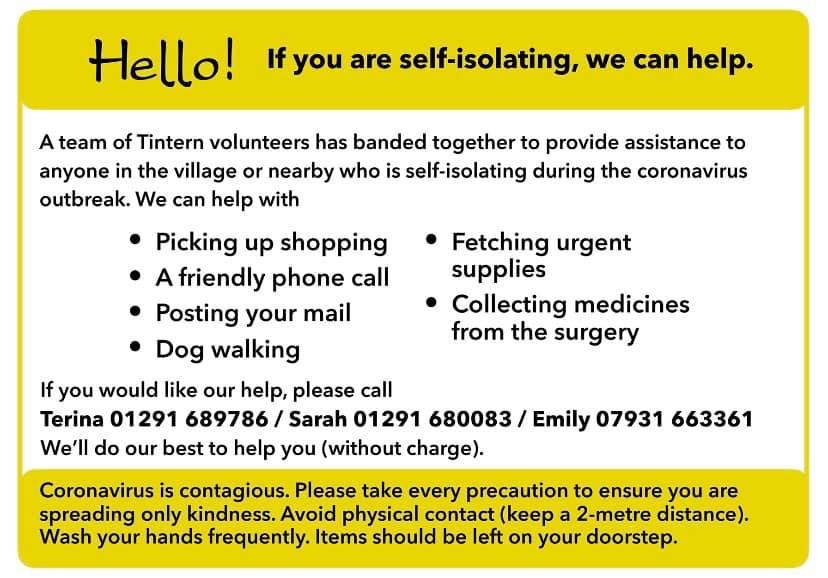 Hello! If you are self-isolating, we can help.
A team of Tintern volunteers has banded together to provide assistance to
anyone in the village or nearby who is self-isolating during the coronavirus
outbreak. We can help with
• Picking up shopping
• A friendly phone call
• Posting your mail
• Dog walking
• Fetching urgent
supplies
• Collecting medicines
from the surgery
If you would like our help, please call
Terina 01291 689786 / Sarah 01291 680083 / Emily 07931 663361
We'll do our best to help you (without charge).
Coronavirus is contagious. Please take every precaution to ensure you are
spreading only kindness. Avoid physical contact (keep a 2-metre distance).
Wash your hands frequently. Items should be left on your doorstep.